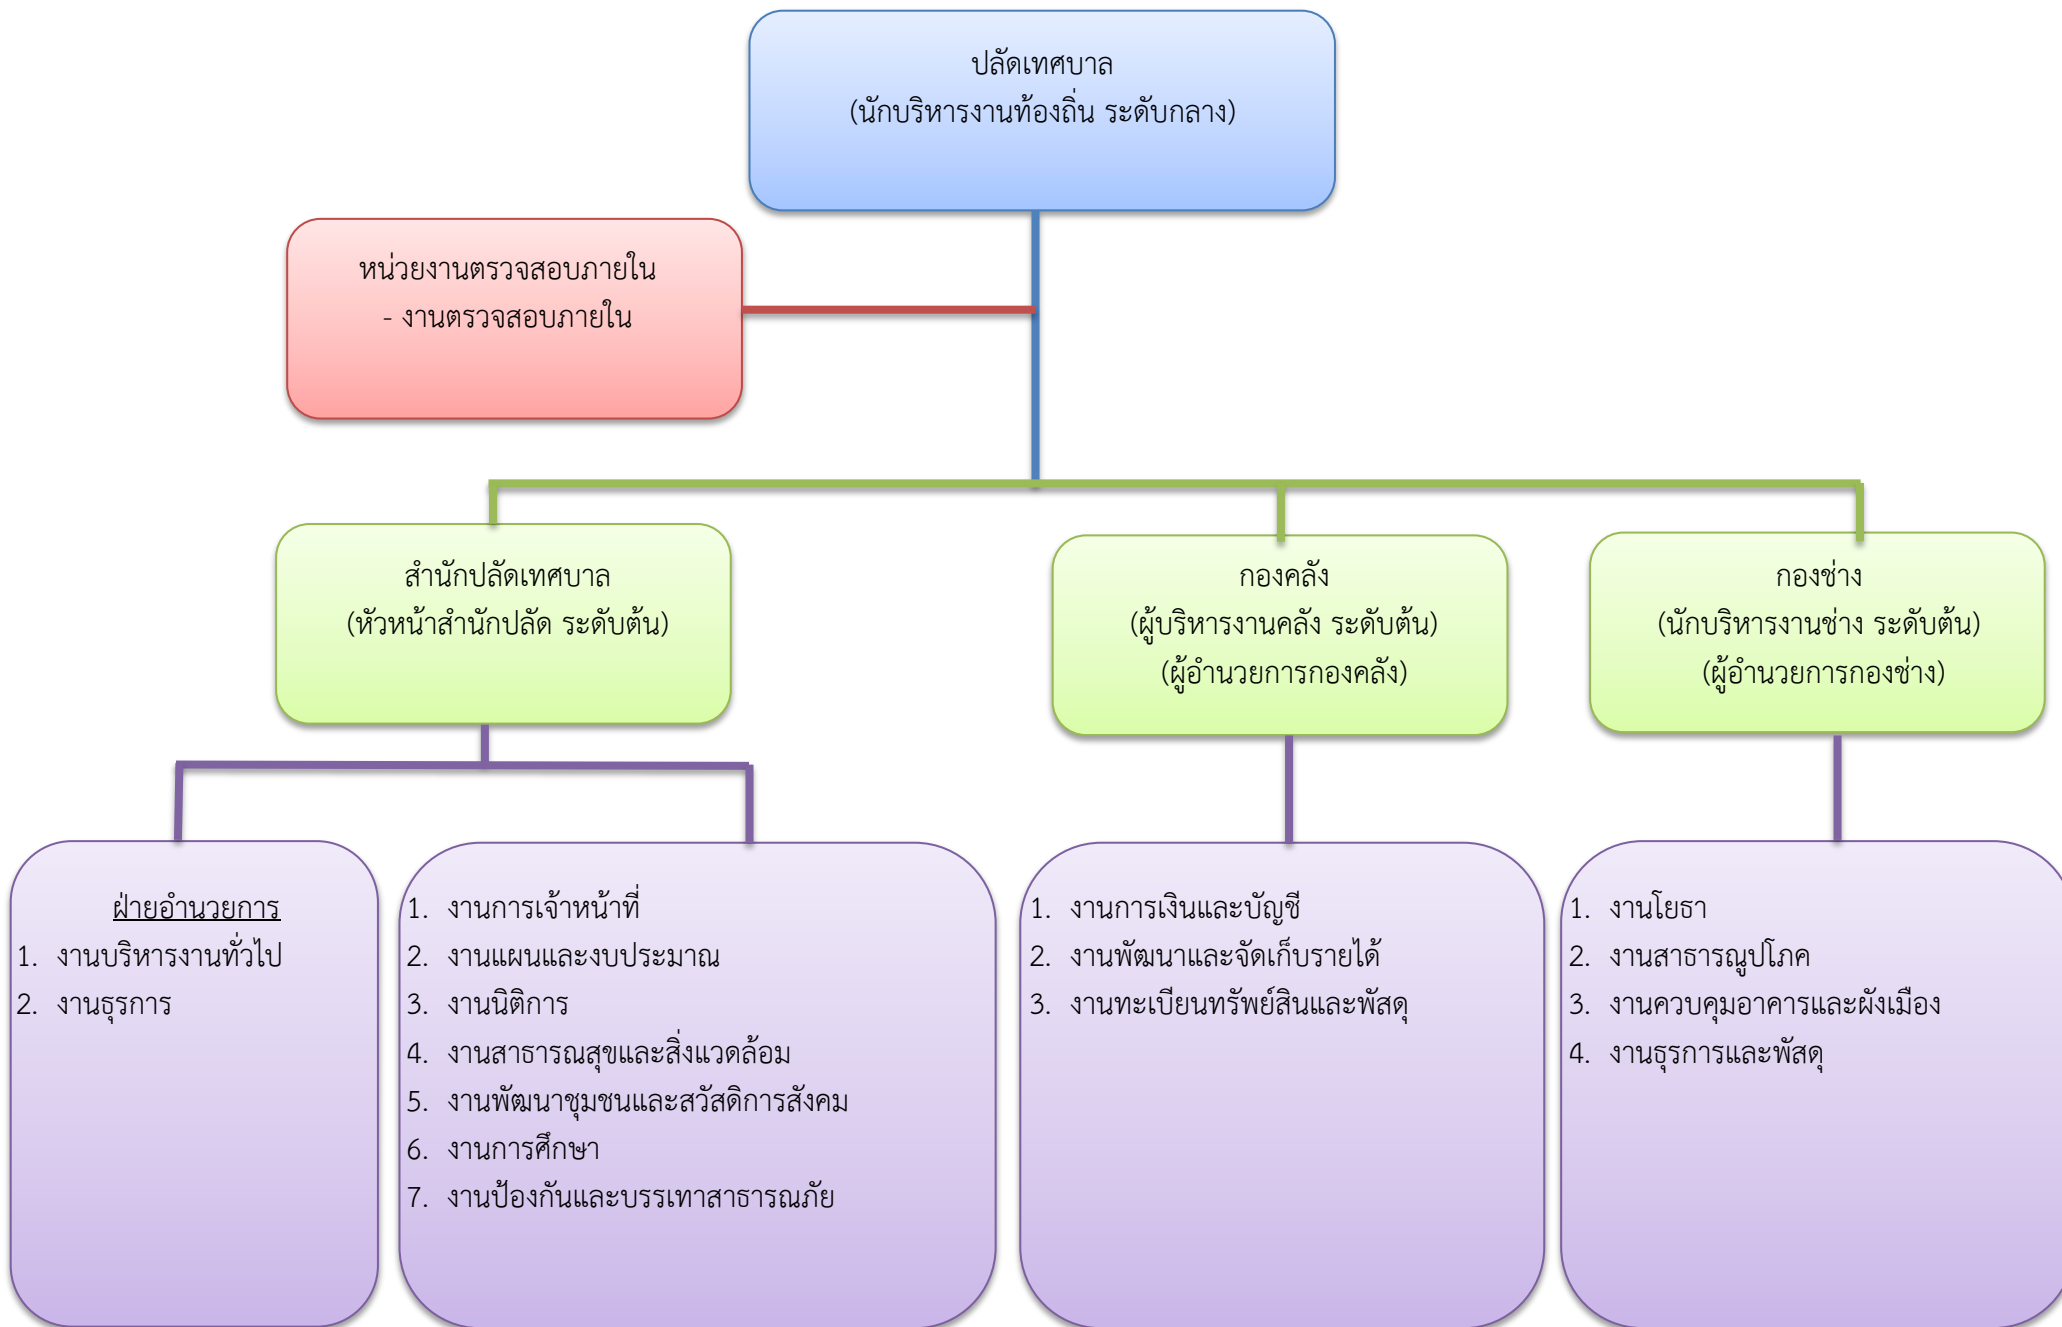 ปลัดเทศบาล
(นักบริหารงานท้องถิ่น ระดับกลาง)
หน่วยงานตรวจสอบภายใน
- งานตรวจสอบภายใน
สำนักปลัดเทศบาล
(หัวหน้าสำนักปลัด ระดับต้น)
กองคลัง
(ผู้บริหารงานคลัง ระดับต้น)
(ผู้อำนวยการกองคลัง)
กองช่าง
(นักบริหารงานช่าง ระดับต้น)
(ผู้อำนวยการกองช่าง)
ฝ่ายอำนวยการ
1. งานบริหารงานทั่วไป
2. งานธุรการ
1. งานการเจ้าหน้าที่
2. งานแผนและงบประมาณ
3. งานนิติการ
4. งานสาธารณสุขและสิ่งแวดล้อม
5. งานพัฒนาชุมชนและสวัสดิการสังคม
6. งานการศึกษา
7. งานป้องกันและบรรเทาสาธารณภัย
1. งานการเงินและบัญชี
2. งานพัฒนาและจัดเก็บรายได้
3. งานทะเบียนทรัพย์สินและพัสดุ
1. งานโยธา
2. งานสาธารณูปโภค
3. งานควบคุมอาคารและผังเมือง
4. งานธุรการและพัสดุ